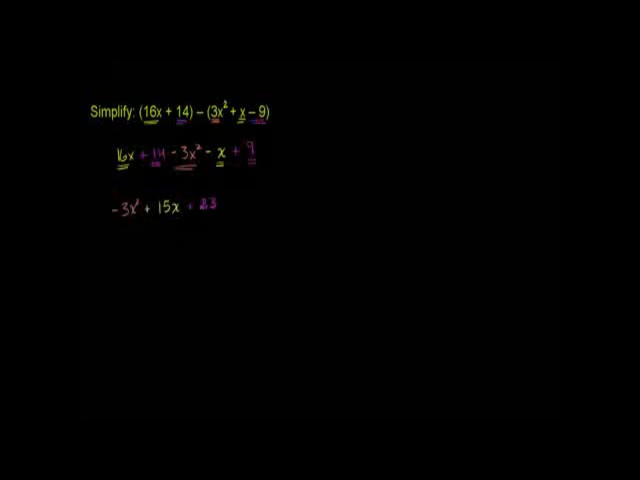 Simplify: (16x + 14) – (3x² + x – 9)
16x + 14 - 3x² - x + 9
- 3x² + 15x + 23